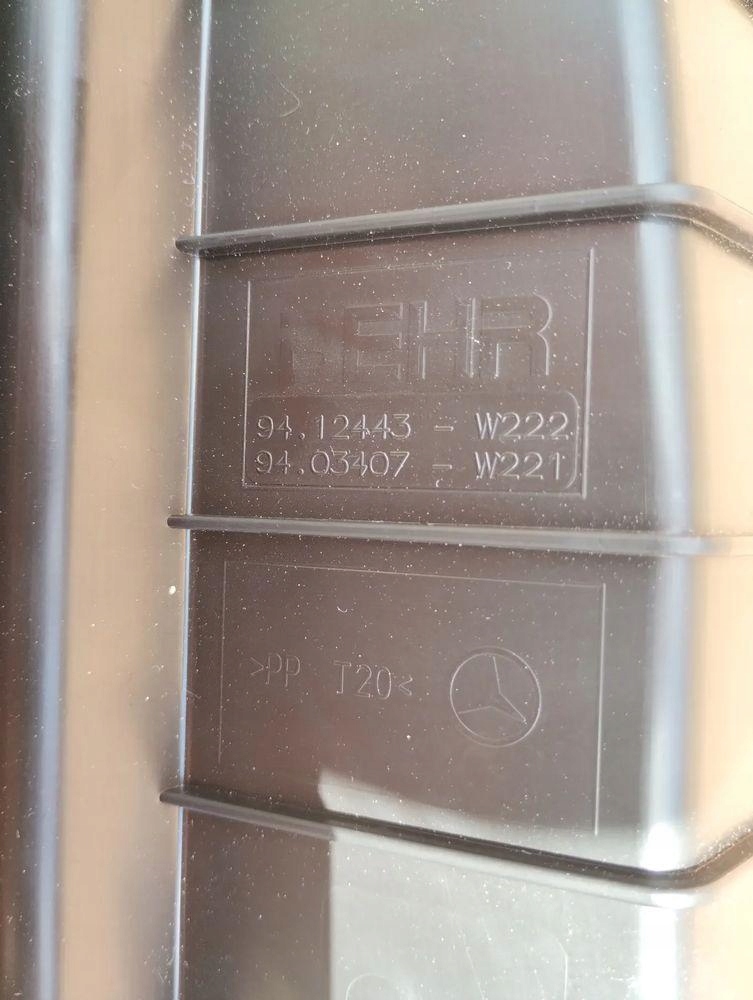 BEHR
94.12443 - W222
94.03407 - W221
>PP T20<